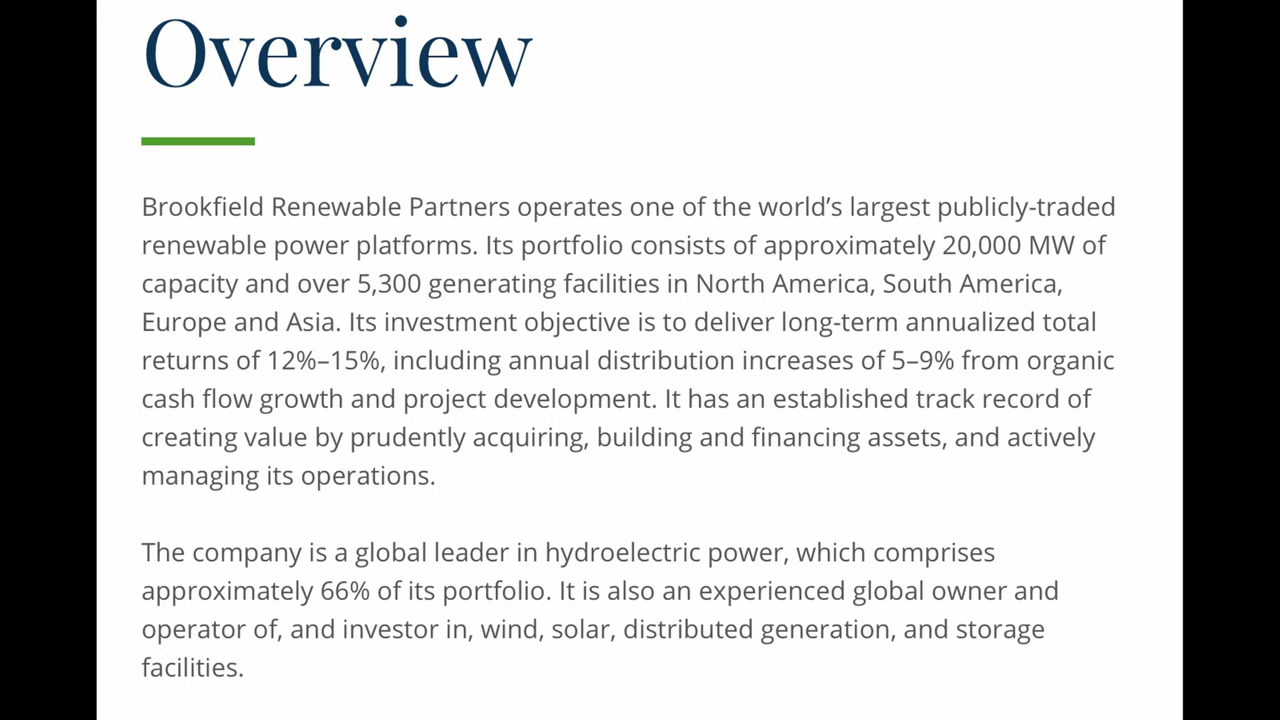 Overview
Brookfield Renewable Partners operates one of the world’s largest publicly-traded
renewable power platforms. Its portfolio consists of approximately 20,000 MW of
capacity and over 5,300 generating facilities in North America, South America,
Europe and Asia. Its investment objective is to deliver long-term annualized total
returns of 12%–15%, including annual distribution increases of 5–9% from organic
cash flow growth and project development. It has an established track record of
creating value by prudently acquiring, building and financing assets, and actively
managing its operations.
The company is a global leader in hydroelectric power, which comprises
approximately 66% of its portfolio. It is also an experienced global owner and
operator of, and investor in, wind, solar, distributed generation, and storage
facilities.